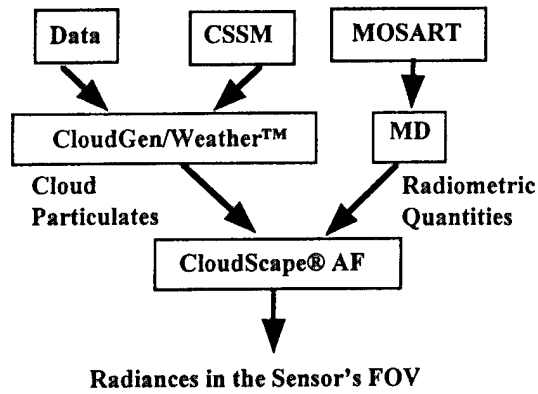 Data
CSSM
MOSART
CloudGen/Weather™
MD
Cloud
Particulates
Radiometric
Quantities
CloudScape® AF
Radiances in the Sensor's FOV